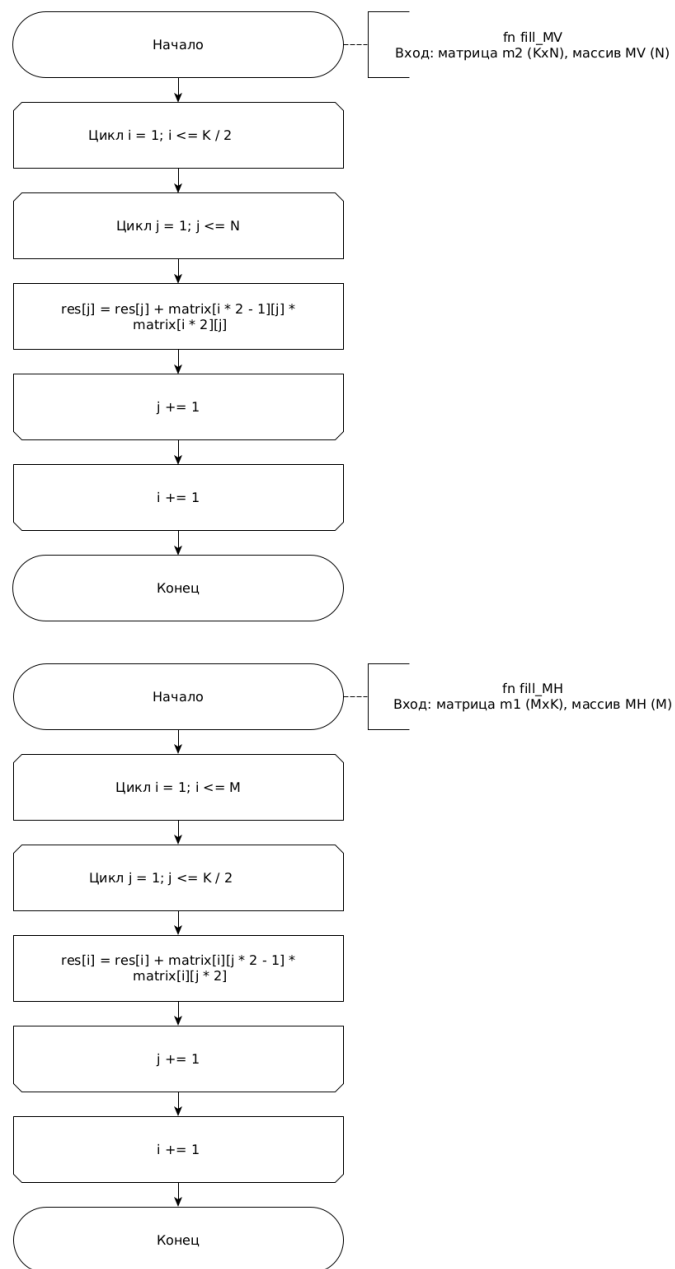 Начало
fn fill_MV
Вход: матрица m2 (KxN), массив MV (N)
Цикл i = 1; i <= K / 2
Цикл j = 1; j <= N
res[j] = res[j] + matrix[i * 2 - 1][j] *
matrix[i * 2][j]
j += 1
i += 1
Конец
Начало
fn fill_MH
Вход: матрица m1 (MxK), массив MH (M)
Цикл i = 1; i <= M
Цикл j = 1; j <= K / 2
res[i] = res[i] + matrix[i][j * 2 - 1] *
matrix[i][j * 2]
j += 1
i += 1
Конец